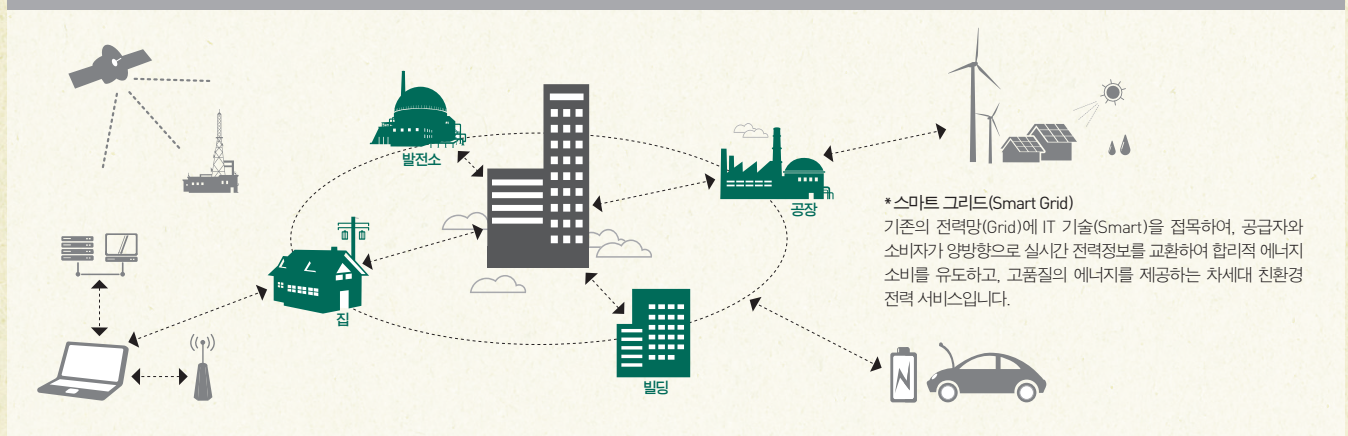 발전소
공장
집
빌딩
* 스마트 그리드(Smart Grid)
기존의 전력망(Grid)에 IT 기술(Smart)을 접목하여, 공급자와
소비자가 양방향으로 실시간 전력정보를 교환하여 합리적 에너지
소비를 유도하고, 고품질의 에너지를 제공하는 차세대 친환경
전력 서비스입니다.